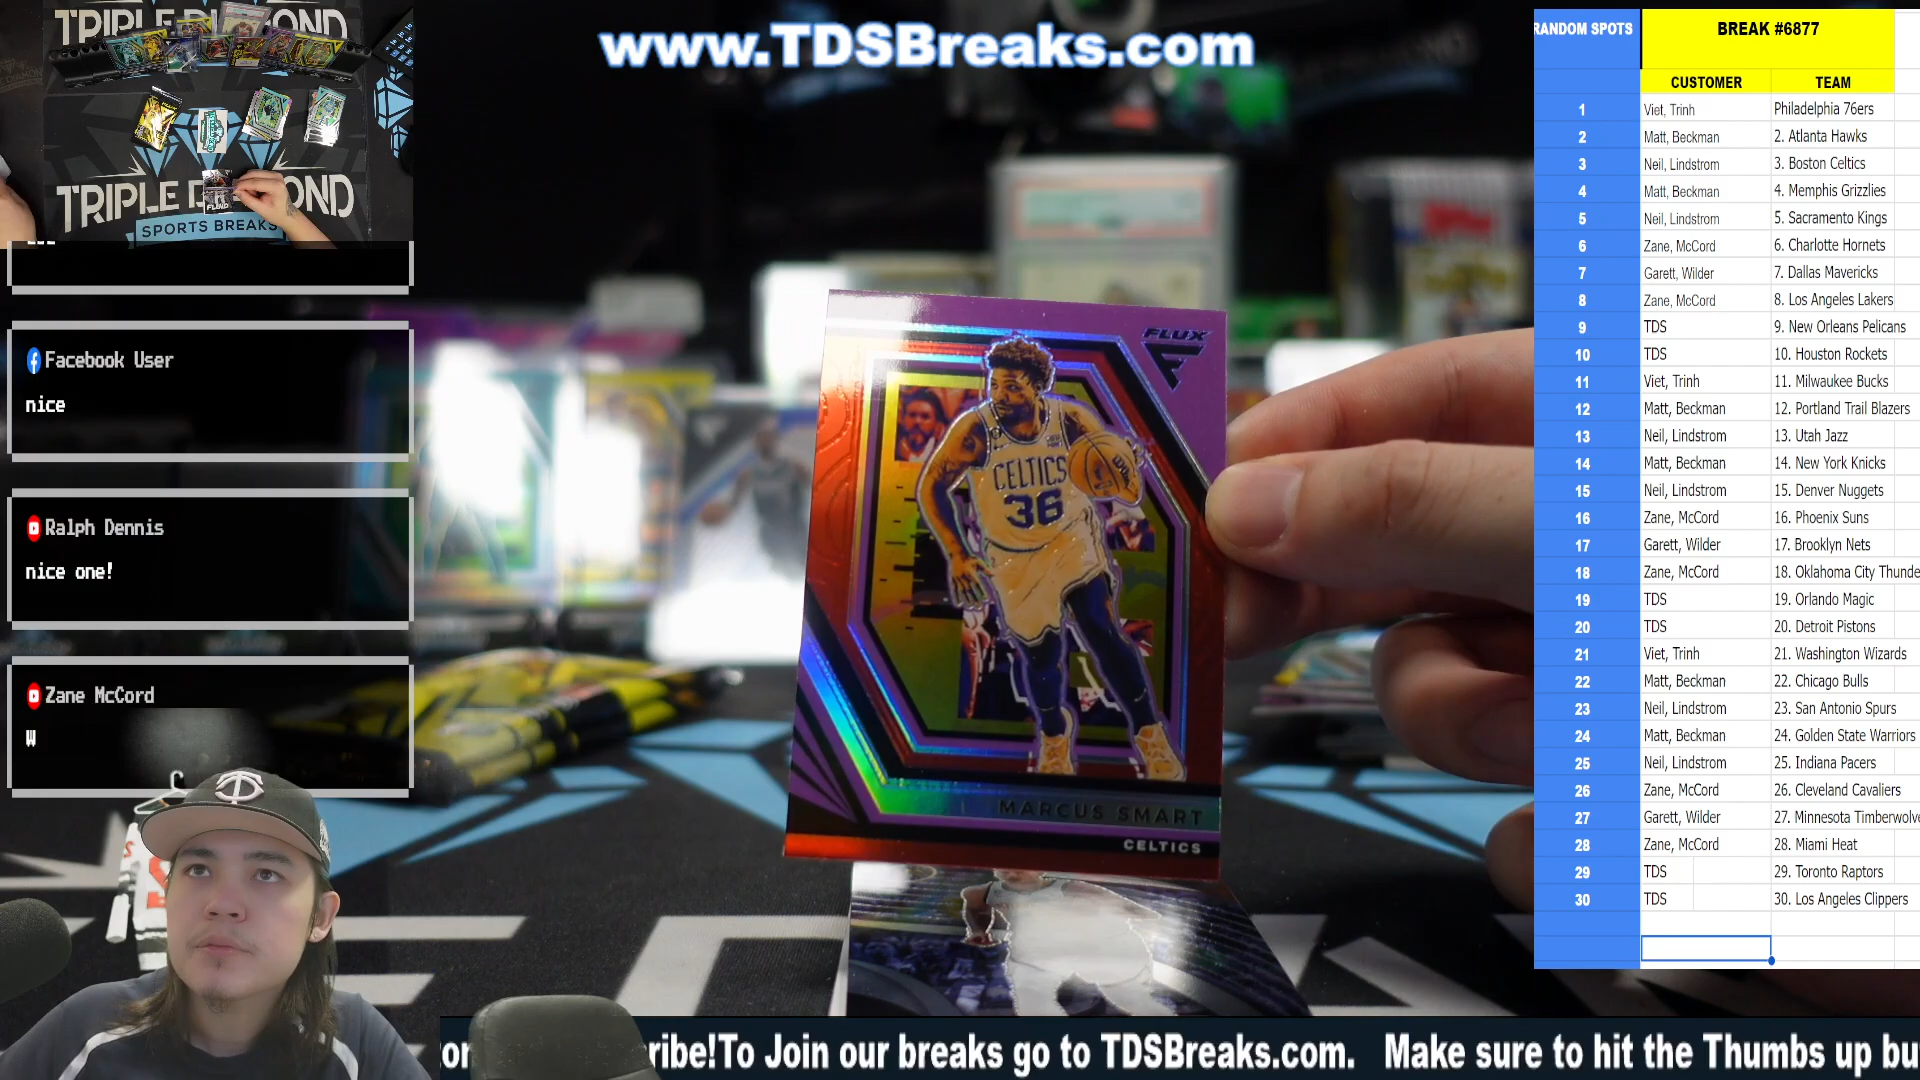 www.TDSBreaks.com
TRIPLE DIAMOND
TRIPLE DIAMOND
SPORTS BREAKS
FLUX
Facebook User
nice
Ralph Dennis
nice one!
Zane McCord
W
FLUX
CELTICS
36
MARCUS SMART
CELTICS
RANDOM SPOTS BREAK #6877
CUSTOMER TEAM
1 Viet, Trinh Philadelphia 76ers
2 Matt, Beckman 2. Atlanta Hawks
3 Neil, Lindstrom 3. Boston Celtics
4 Matt, Beckman 4. Memphis Grizzlies
5 Neil, Lindstrom 5. Sacramento Kings
6 Zane, McCord 6. Charlotte Hornets
7 Garett, Wilder 7. Dallas Mavericks
8 Zane, McCord 8. Los Angeles Lakers
9 TDS 9. New Orleans Pelicans
10 TDS 10. Houston Rockets
11 Viet, Trinh 11. Milwaukee Bucks
12 Matt, Beckman 12. Portland Trail Blazers
13 Neil, Lindstrom 13. Utah Jazz
14 Matt, Beckman 14. New York Knicks
15 Neil, Lindstrom 15. Denver Nuggets
16 Zane, McCord 16. Phoenix Suns
17 Garett, Wilder 17. Brooklyn Nets
18 Zane, McCord 18. Oklahoma City Thunde
19 TDS 19. Orlando Magic
20 TDS 20. Detroit Pistons
21 Viet, Trinh 21. Washington Wizards
22 Matt, Beckman 22. Chicago Bulls
23 Neil, Lindstrom 23. San Antonio Spurs
24 Matt, Beckman 24. Golden State Warriors
25 Neil, Lindstrom 25. Indiana Pacers
26 Zane, McCord 26. Cleveland Cavaliers
27 Garett, Wilder 27. Minnesota Timberwolve
28 Zane, McCord 28. Miami Heat
29 TDS 29. Toronto Raptors
30 TDS 30. Los Angeles Clippers
ribe!To Join our breaks go to TDSBreaks.com. Make sure to hit the Thumbs up bu